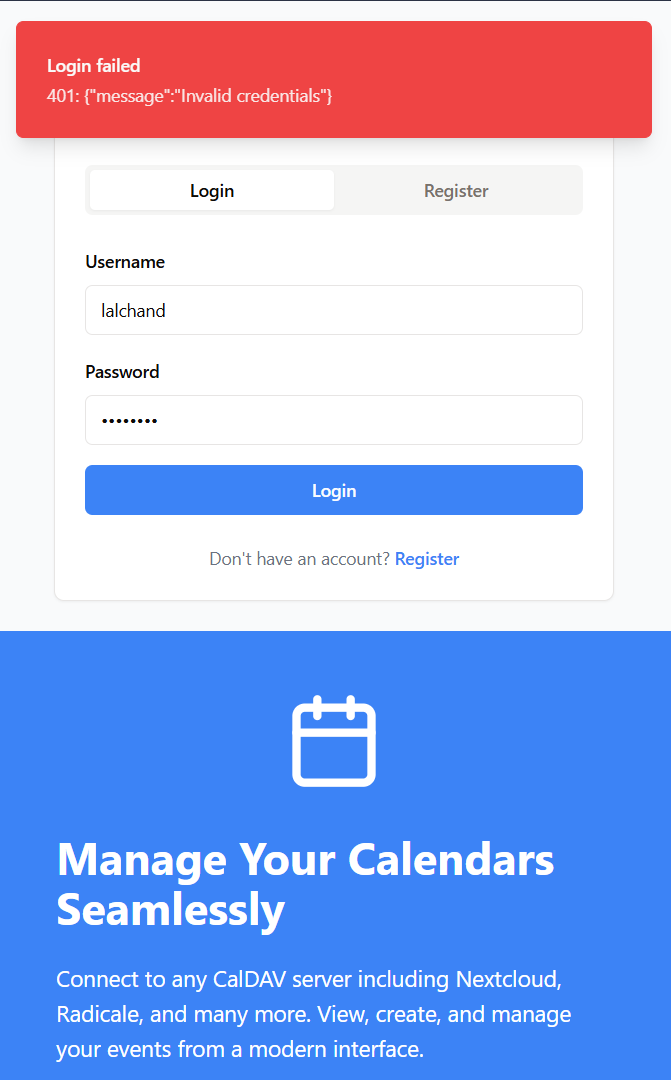 Login failed
401: {"message":"Invalid credentials"}
Login
Register
Username
lalchand
Password
••••••••
Login
Don't have an account? Register
Manage Your Calendars
Seamlessly
Connect to any CalDAV server including Nextcloud,
Radicale, and many more. View, create, and manage
your events from a modern interface.